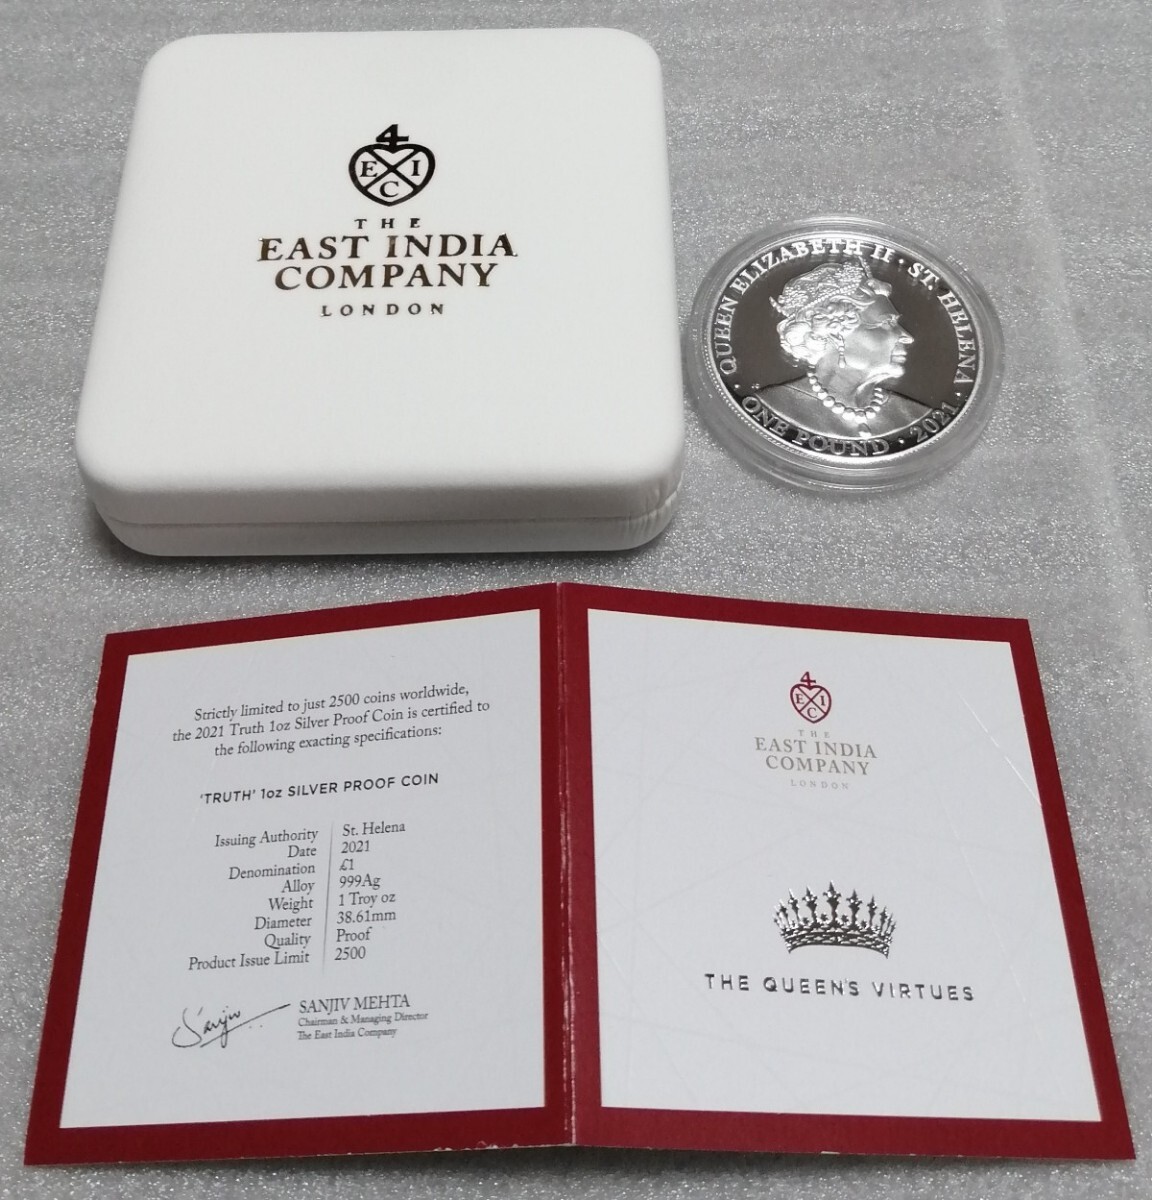 4
E I
C
THE
EAST INDIA
COMPANY
LONDON
QUEEN ELIZABETH II · ST. HELENA ·
· ONE POUND · 2021
Strictly limited to just 2500 coins worldwide,
the 2021 Truth 1oz Silver Proof Coin is certified to
the following exacting specifications:
'TRUTH' 1oz SILVER PROOF COIN
Issuing Authority St. Helena
Date 2021
Denomination £1
Alloy 999Ag
Weight 1 Troy oz
Diameter 38.61mm
Quality Proof
Product Issue Limit 2500
Sanjiv
SANJIV MEHTA
Chairman & Managing Director
The East India Company
4
E I
C
THE
EAST INDIA
COMPANY
LONDON
THE QUEEN'S VIRTUES